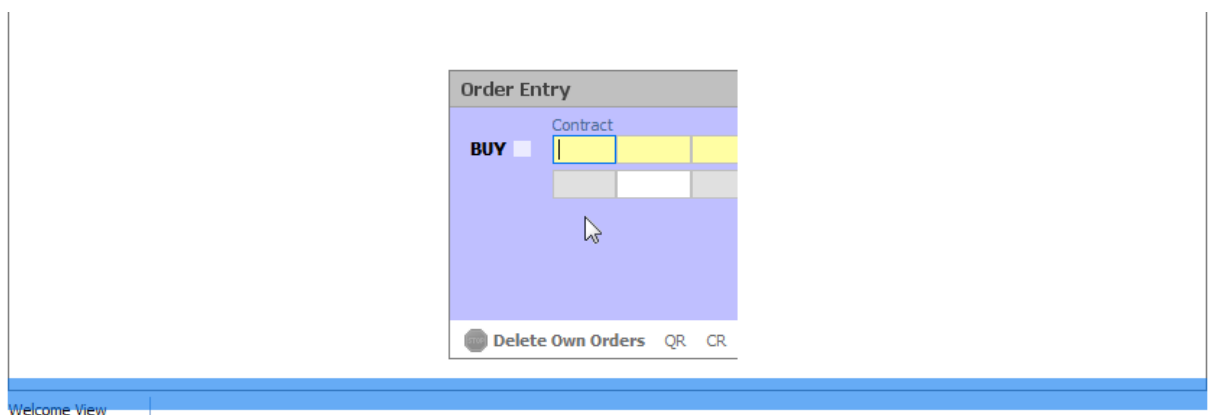 Order Entry
Contract
BUY
Delete Own Orders QR CR
Welcome View